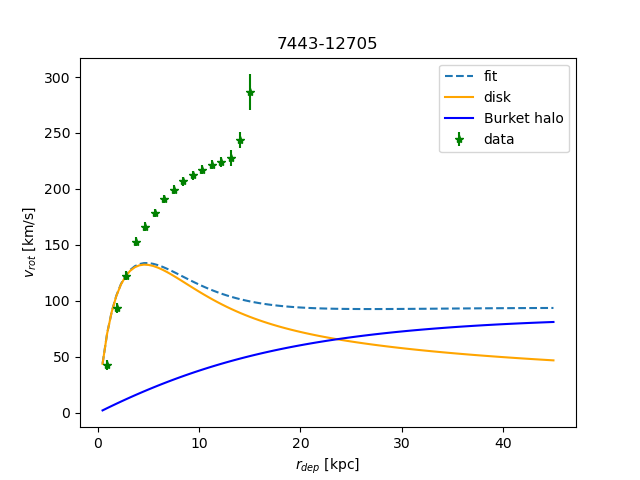 7443-12705
300
250
200
150
100
50
0
v_rot [km/s]
fit
disk
Burket halo
data
0 10 20 30 40
r_dep [kpc]